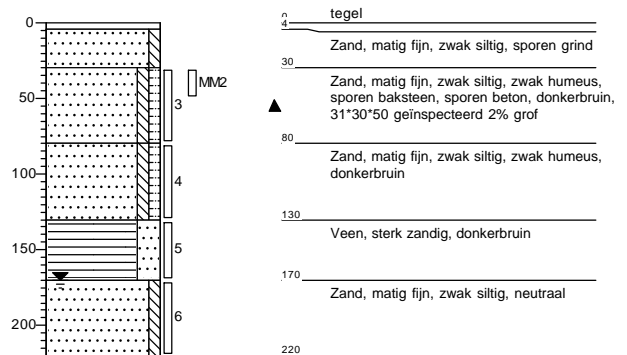 0
50
100
150
200
MM2
3
4
5
6
0
4
30
80
130
170
220
tegel
Zand, matig fijn, zwak siltig, sporen grind
Zand, matig fijn, zwak siltig, zwak humeus,
sporen baksteen, sporen beton, donkerbruin,
31*30*50 geïnspecteerd 2% grof
Zand, matig fijn, zwak siltig, zwak humeus,
donkerbruin
Veen, sterk zandig, donkerbruin
Zand, matig fijn, zwak siltig, neutraal